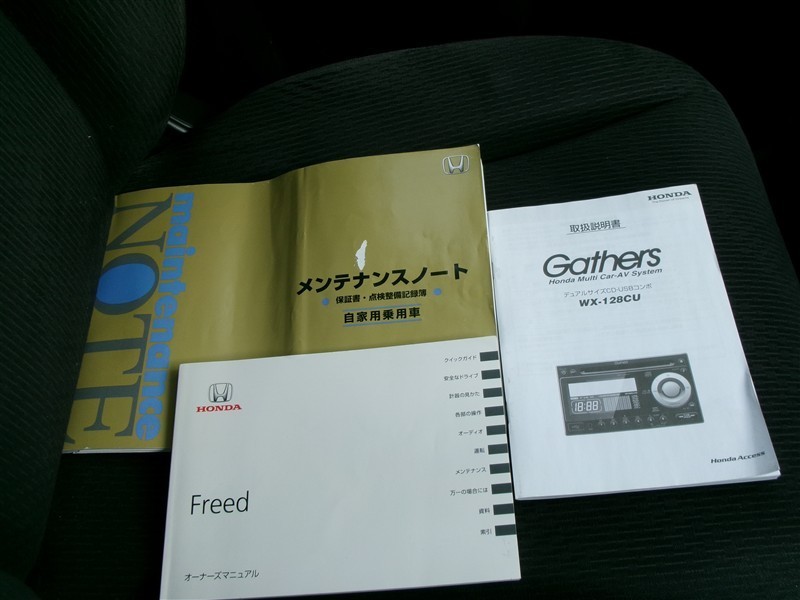 maintenance
NOTE
メンテナンスノート
保証書・点検整備記録簿
自家用乗用車
HONDA
取扱説明書
Gathers
Honda Multi Car-AV System
デュアルサイズCD・USBコンポ
WX-128CU
18:88
Honda Access
HONDA
Freed
オーナーズマニュアル
クイックガイド
安全なドライブ
計器の見かた
各部の操作
オーディオ
運転
メンテナンス
万一の場合には
資料
索引